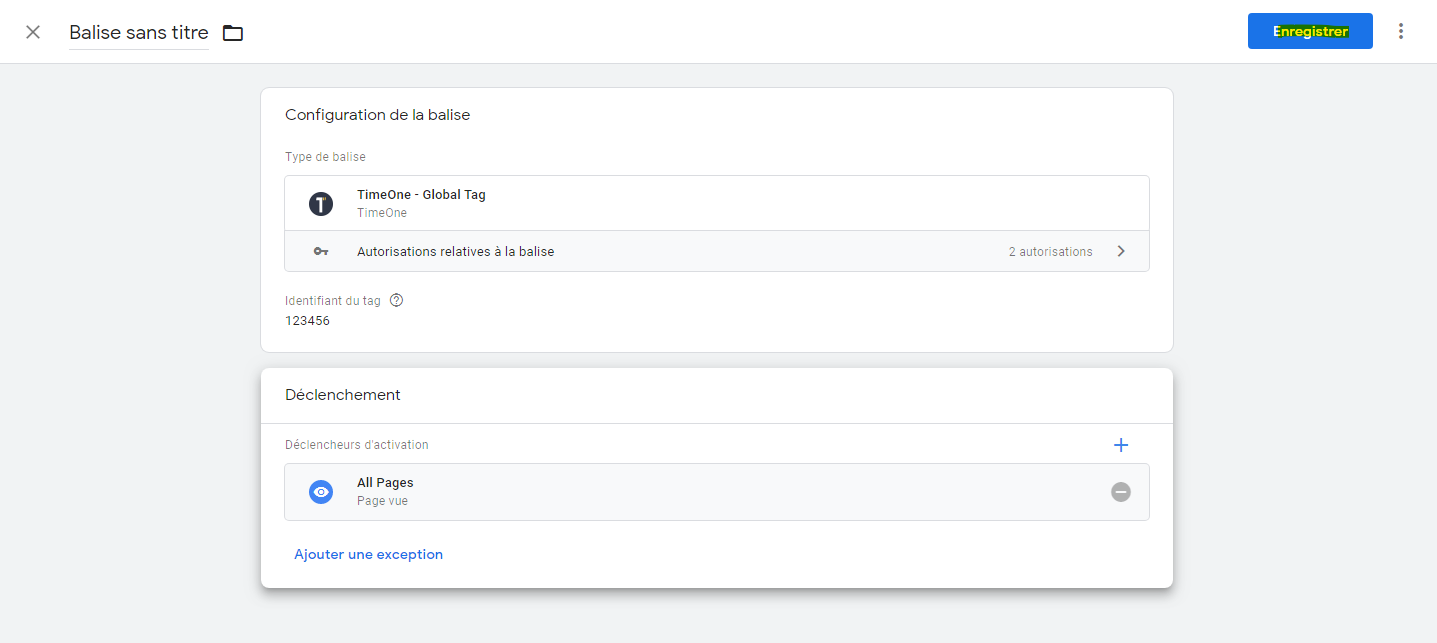 Balise sans titre
Enregistrer
Configuration de la balise
Type de balise
TimeOne - Global Tag
TimeOne
Autorisations relatives à la balise 2 autorisations
Identifiant du tag
123456
Déclenchement
Déclencheurs d'activation
All Pages
Page vue
Ajouter une exception